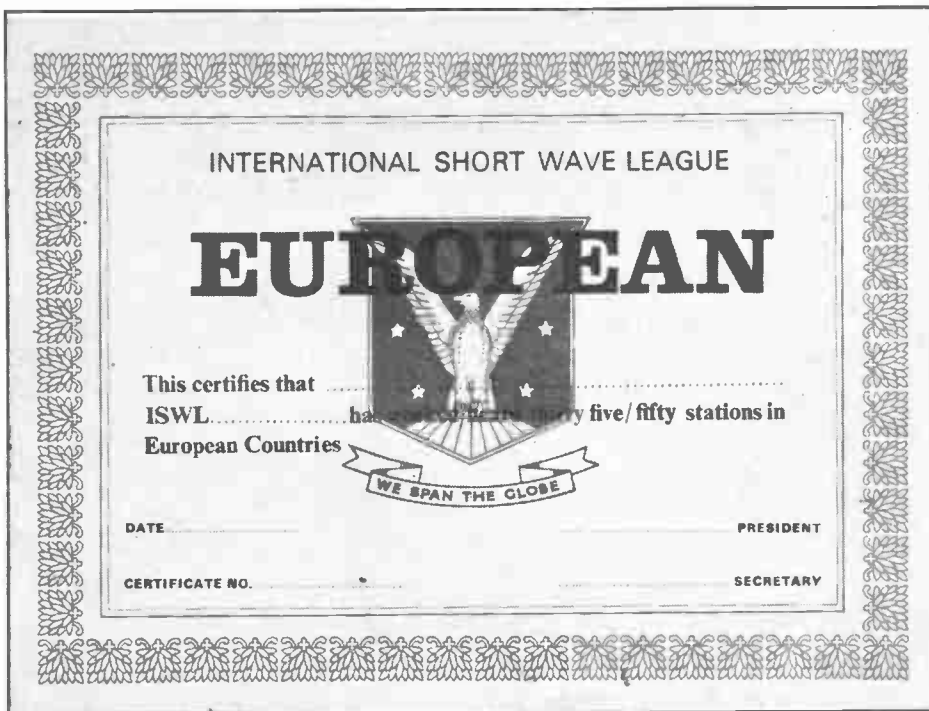 INTERNATIONAL SHORT WAVE LEAGUE
EUROPEAN
This certifies that
ISWL five/fifty stations in
European Countries
WE SPAN THE GLOBE
DATE PRESIDENT
CERTIFICATE NO. SECRETARY